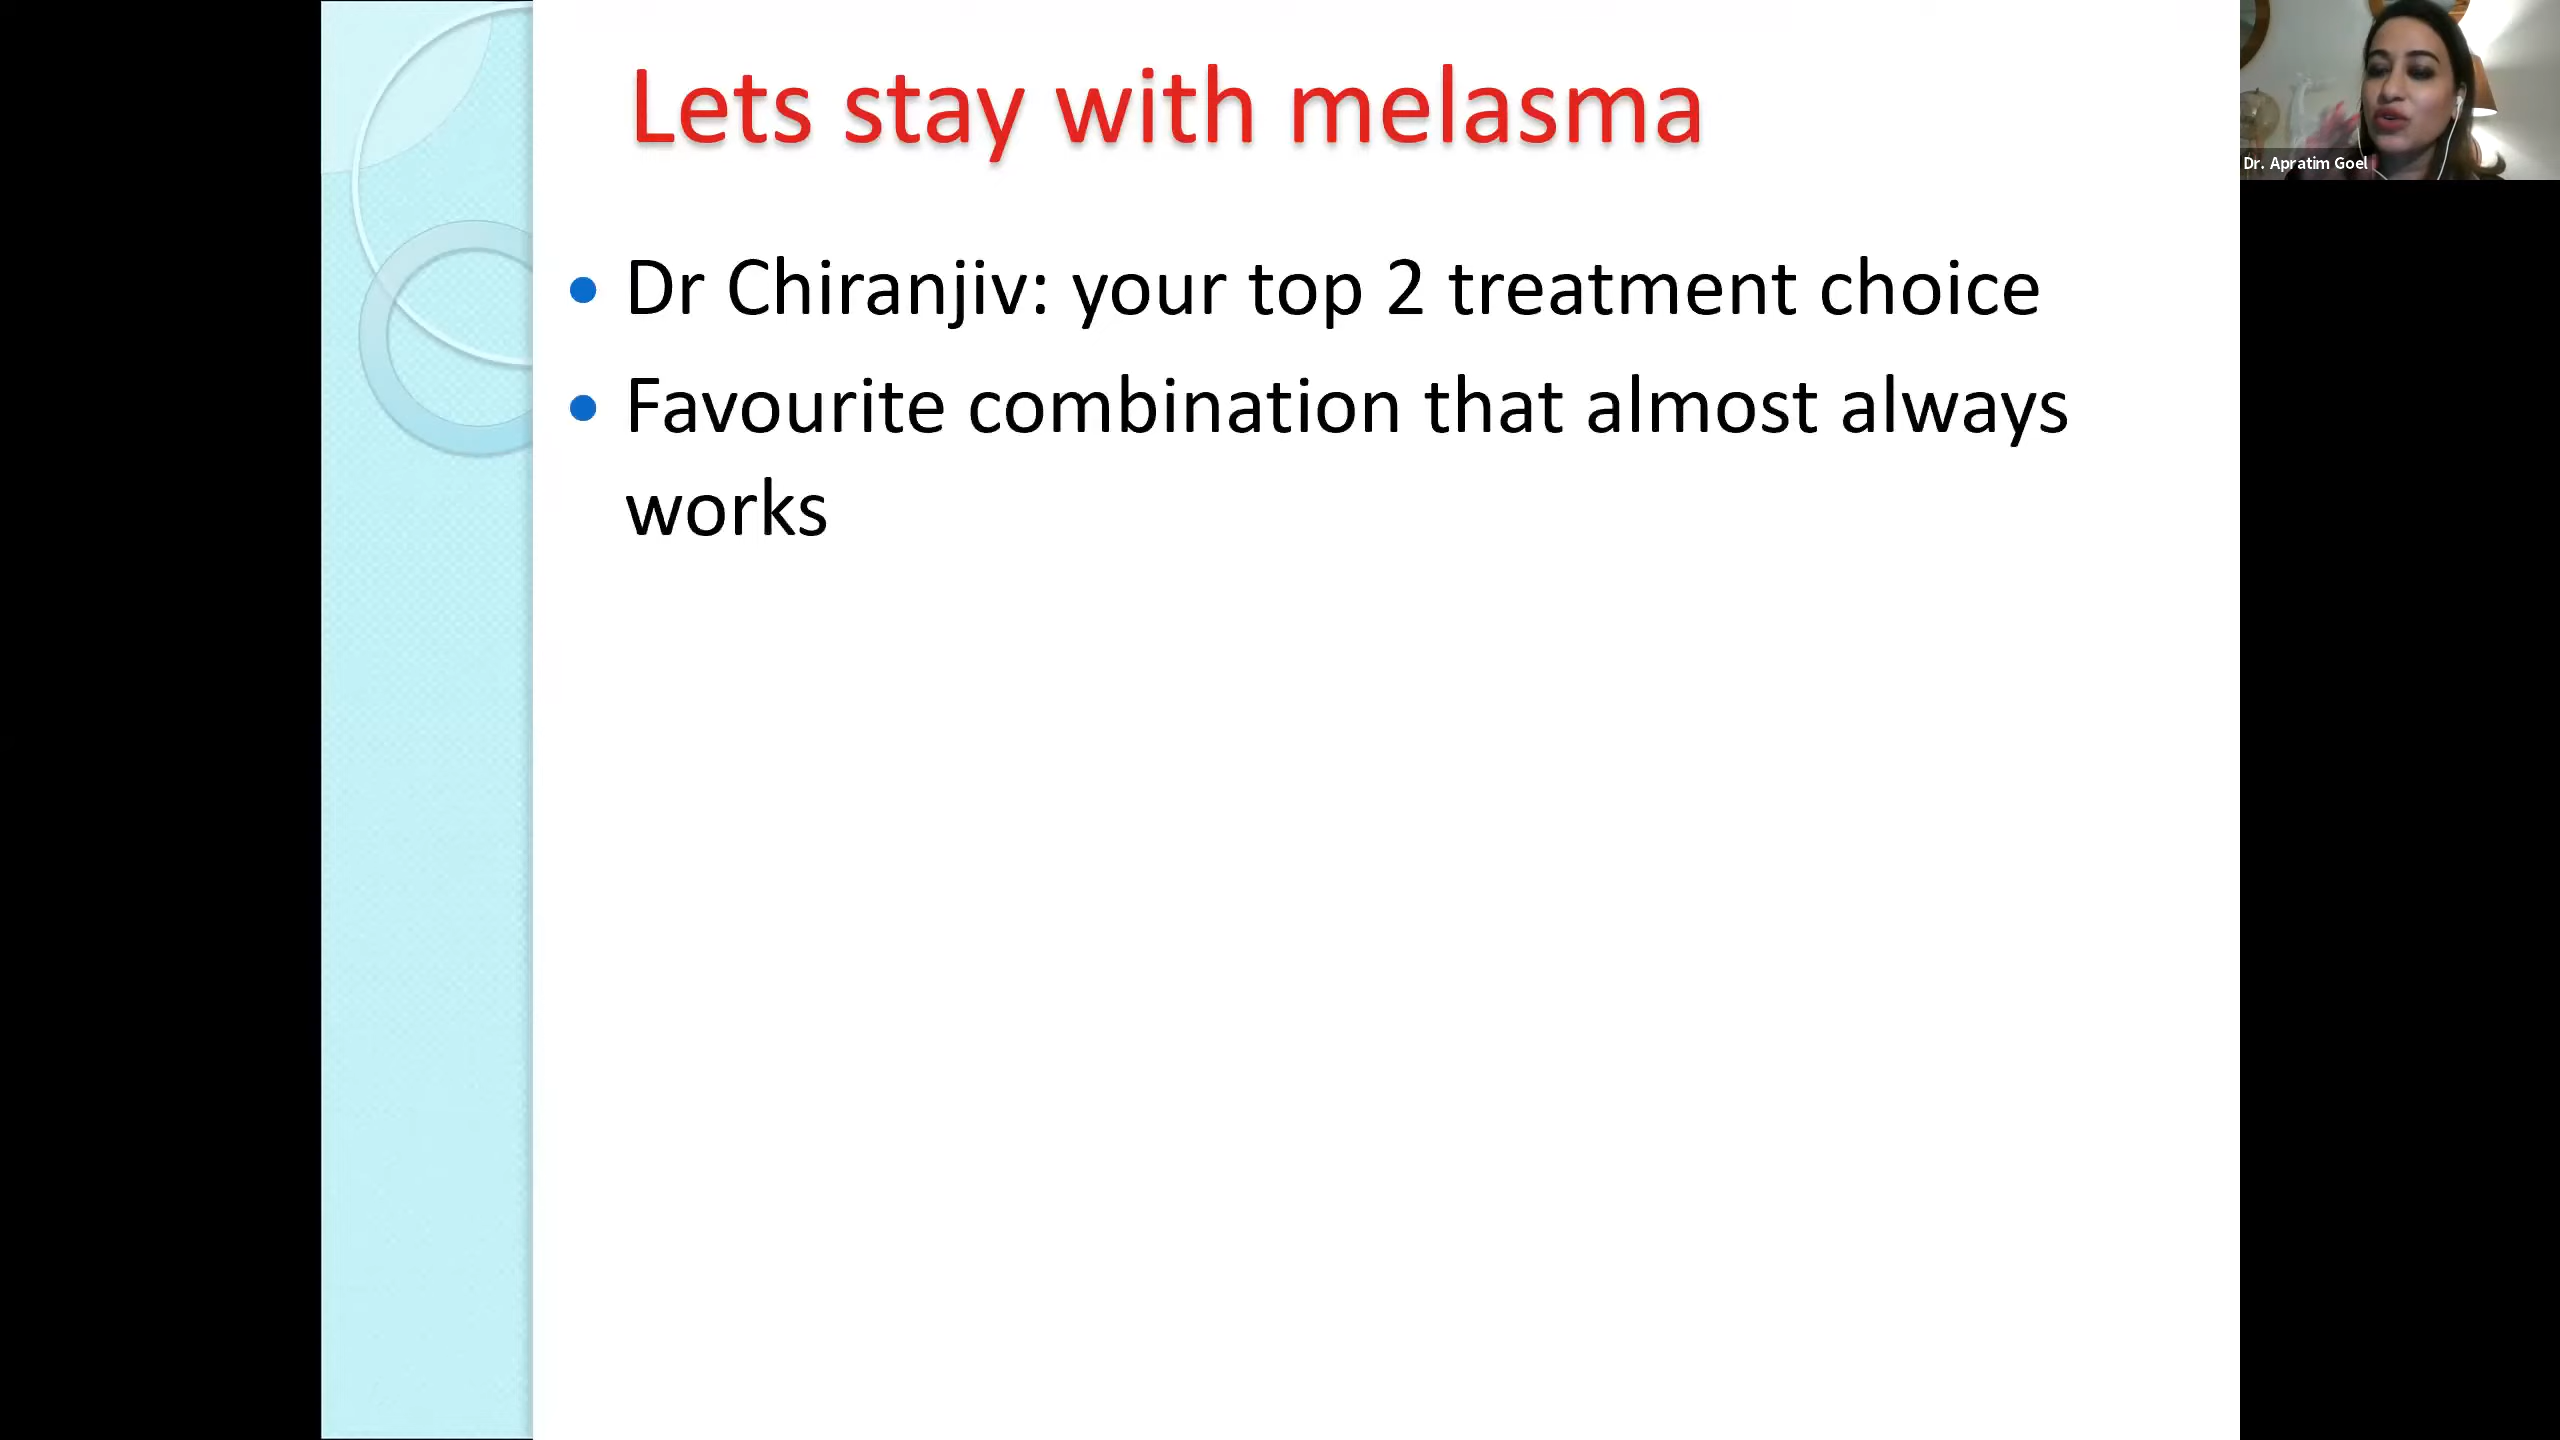 Lets stay with melasma
Dr. Apratim Goel
• Dr Chiranjiv: your top 2 treatment choice
• Favourite combination that almost always
works